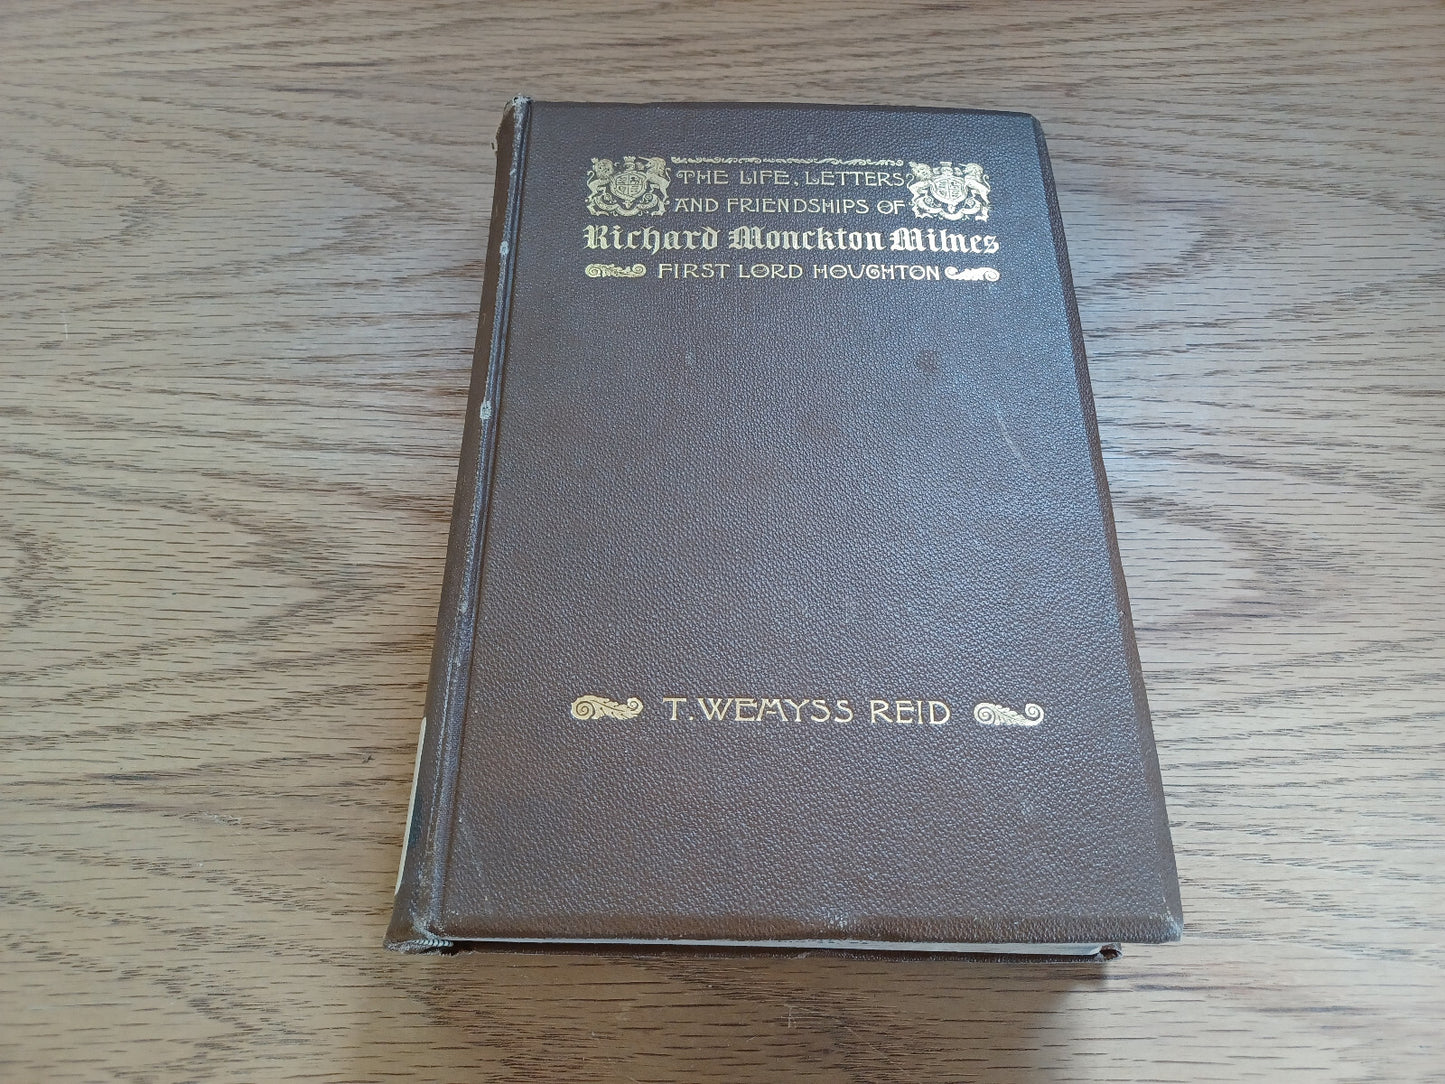 THE LIFE, LETTERS
AND FRIENDSHIPS OF
Richard Monckton Milnes
FIRST LORD HOUGHTON
T. WEMYSS REID